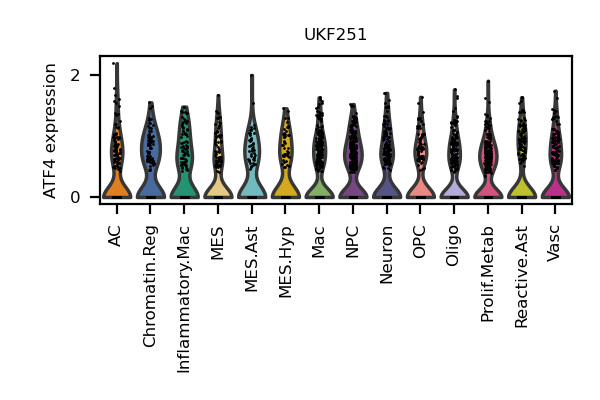 UKF251
ATF4 expression
2
0
AC
Chromatin.Reg
Inflammatory.Mac
MES
MES.Ast
MES.Hyp
Mac
NPC
Neuron
OPC
Oligo
Prolif.Metab
Reactive.Ast
Vasc